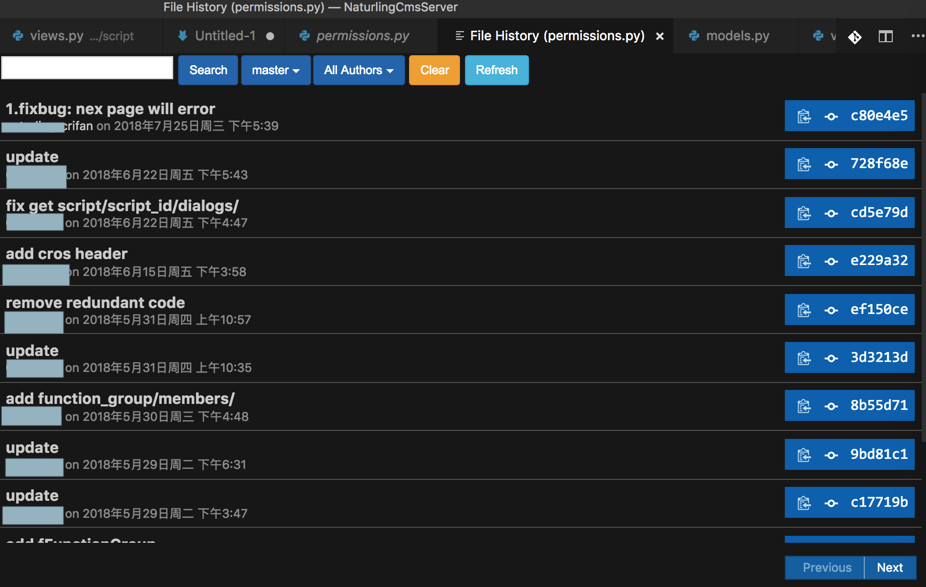 File History (permissions.py) — NaturlingCmsServer
views.py .../script
Untitled-1
permissions.py
File History (permissions.py)
models.py
Search
master
All Authors
Clear
Refresh
1.fixbug: nex page will error
crifan on 2018年7月25日周三 下午5:39
c80e4e5
update
on 2018年6月22日周五 下午5:43
728f68e
fix get script/script_id/dialogs/
on 2018年6月22日周五 下午4:47
cd5e79d
add cros header
on 2018年6月15日周五 下午3:58
e229a32
remove redundant code
on 2018年5月31日周四 上午10:57
ef150ce
update
on 2018年5月31日周四 上午10:35
3d3213d
add function_group/members/
on 2018年5月30日周三 下午4:48
8b55d71
update
on 2018年5月29日周二 下午6:31
9bd81c1
update
on 2018年5月29日周二 下午3:47
c17719b
add fFunctionGroup
Previous
Next